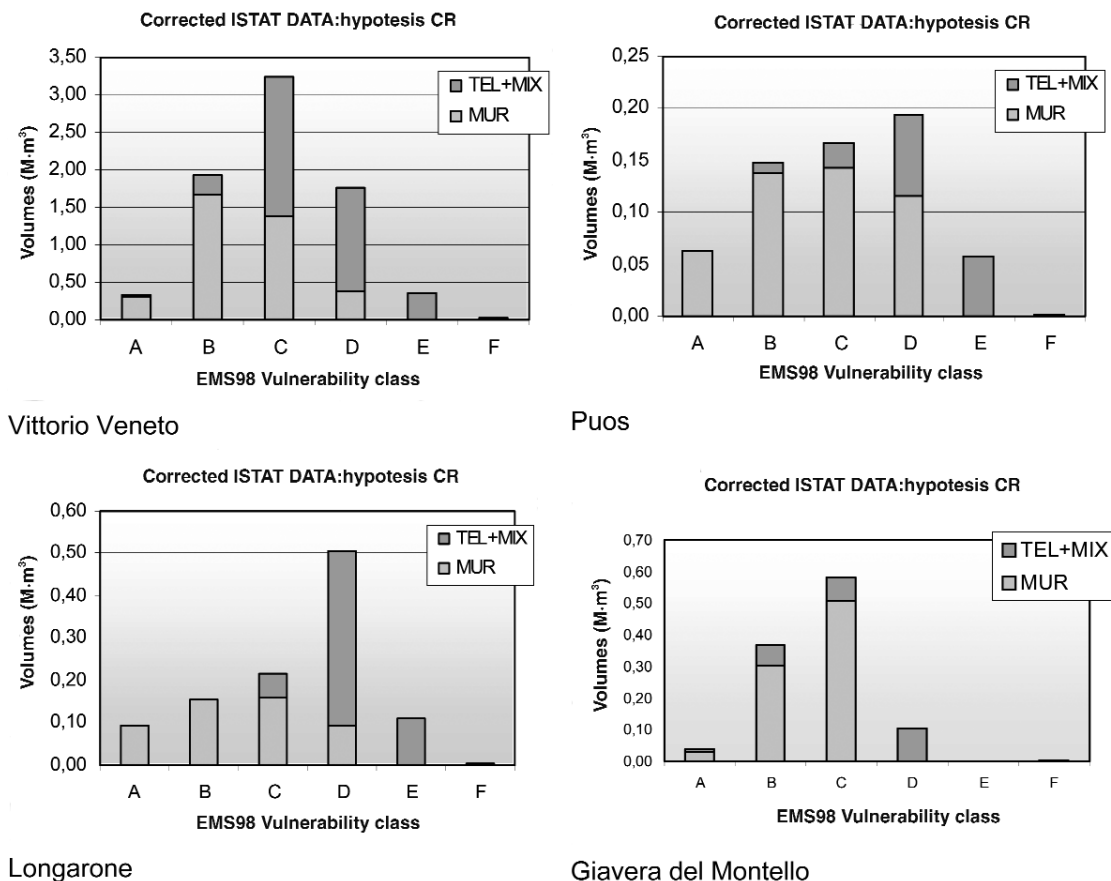 Corrected ISTAT DATA:hypotesis CR
3,50
3,00
2,50
2,00
1,50
1,00
0,50
0,00
Volumes (M·m³)
TEL+MIX
MUR
A B C D E F
EMS98 Vulnerability class
Vittorio Veneto
Corrected ISTAT DATA:hypotesis CR
0,25
0,20
0,15
0,10
0,05
0,00
Volumes (M·m³)
TEL+MIX
MUR
A B C D E F
EMS98 Vulnerability class
Puos
Corrected ISTAT DATA:hypotesis CR
0,60
0,50
0,40
0,30
0,20
0,10
0,00
Volumes (M·m³)
TEL+MIX
MUR
A B C D E F
EMS98 Vulnerability class
Longarone
Corrected ISTAT DATA:hypotesis CR
0,70
0,60
0,50
0,40
0,30
0,20
0,10
0,00
Volumes (M·m³)
TEL+MIX
MUR
A B C D E F
EMS98 Vulnerability class
Giavera del Montello